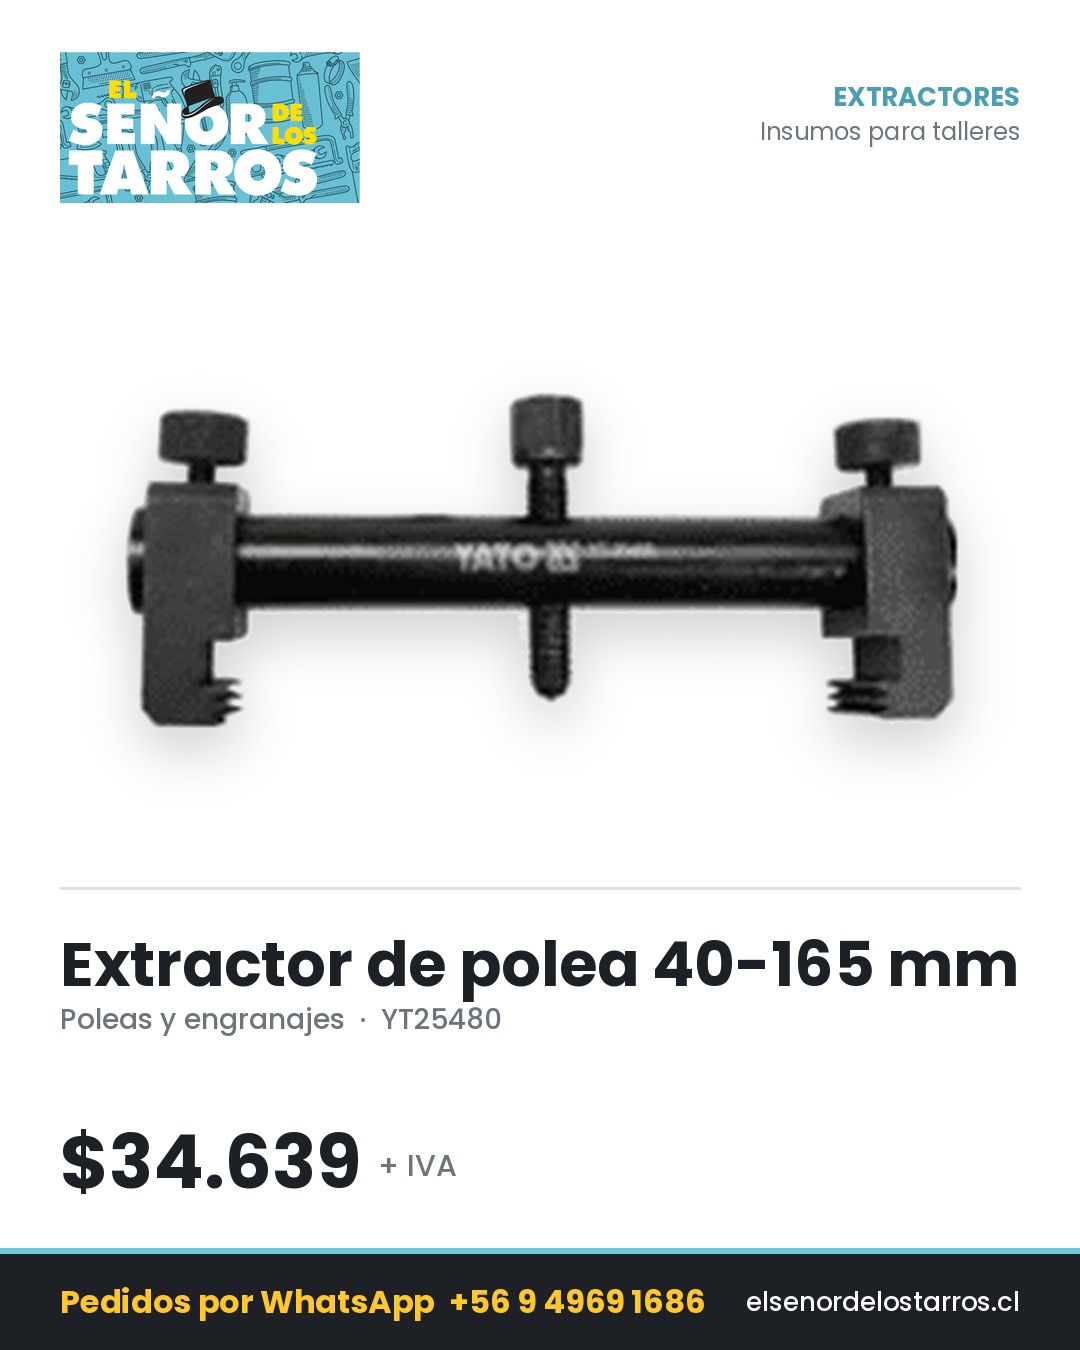 EL
SEÑOR DE LOS
TARROS
EXTRACTORES
Insumos para talleres
YATO
Extractor de polea 40-165 mm
Poleas y engranajes · YT25480
$34.639 + IVA
Pedidos por WhatsApp +56 9 4969 1686 elsenordelostarros.cl